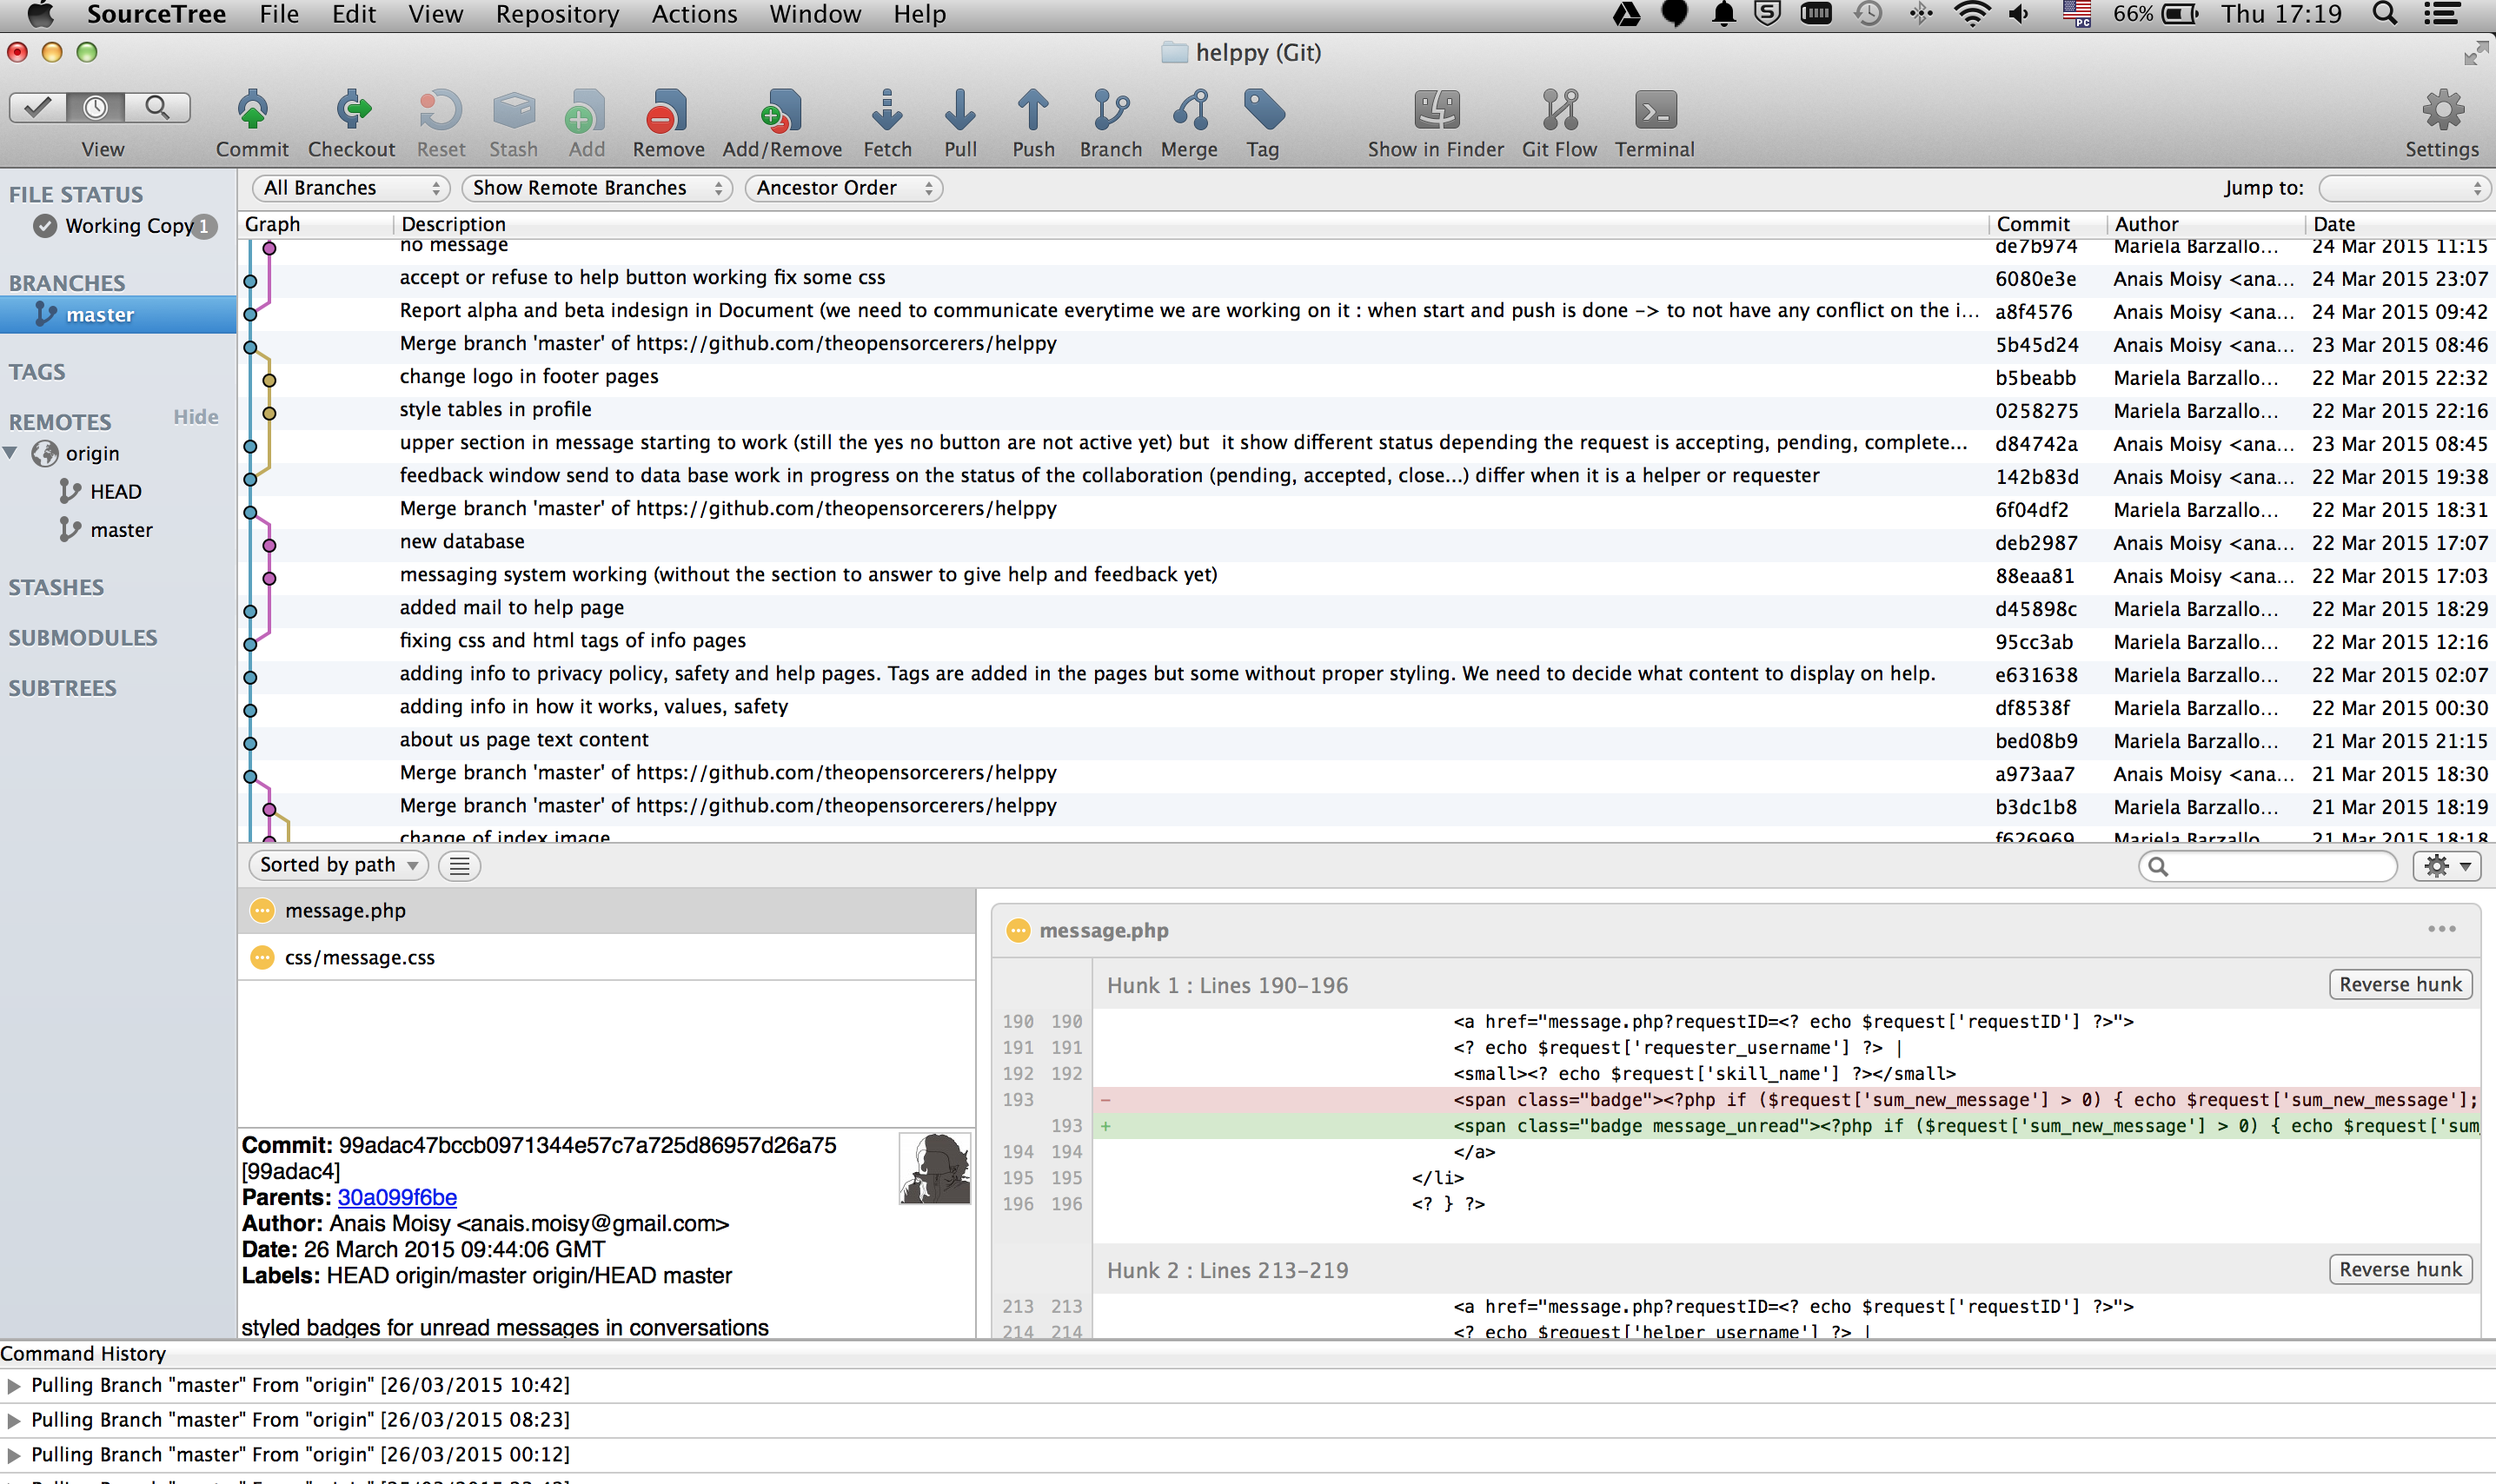 SourceTree File Edit View Repository Actions Window Help 66% Thu 17:19
helppy (Git)
View Commit Checkout Reset Stash Add Remove Add/Remove Fetch Pull Push Branch Merge Tag Show in Finder Git Flow Terminal Settings
FILE STATUS
Working Copy 1
BRANCHES
master
TAGS
REMOTES Hide
origin
HEAD
master
STASHES
SUBMODULES
SUBTREES
All Branches Show Remote Branches Ancestor Order Jump to:
Graph Description Commit Author Date
no message de7b974 Mariela Barzallo... 24 Mar 2015 11:15
accept or refuse to help button working fix some css 6080e3e Anais Moisy <ana... 24 Mar 2015 23:07
Report alpha and beta indesign in Document (we need to communicate everytime we are working on it : when start and push is done -> to not have any conflict on the i... a8f4576 Anais Moisy <ana... 24 Mar 2015 09:42
Merge branch 'master' of https://github.com/theopensorcerers/helppy 5b45d24 Anais Moisy <ana... 23 Mar 2015 08:46
change logo in footer pages b5beabb Mariela Barzallo... 22 Mar 2015 22:32
style tables in profile 0258275 Mariela Barzallo... 22 Mar 2015 22:16
upper section in message starting to work (still the yes no button are not active yet) but  it show different status depending the request is accepting, pending, complete... d84742a Anais Moisy <ana... 23 Mar 2015 08:45
feedback window send to data base work in progress on the status of the collaboration (pending, accepted, close...) differ when it is a helper or requester 142b83d Anais Moisy <ana... 22 Mar 2015 19:38
Merge branch 'master' of https://github.com/theopensorcerers/helppy 6f04df2 Mariela Barzallo... 22 Mar 2015 18:31
new database deb2987 Anais Moisy <ana... 22 Mar 2015 17:07
messaging system working (without the section to answer to give help and feedback yet) 88eaa81 Anais Moisy <ana... 22 Mar 2015 17:03
added mail to help page d45898c Mariela Barzallo... 22 Mar 2015 18:29
fixing css and html tags of info pages 95cc3ab Mariela Barzallo... 22 Mar 2015 12:16
adding info to privacy policy, safety and help pages. Tags are added in the pages but some without proper styling. We need to decide what content to display on help. e631638 Mariela Barzallo... 22 Mar 2015 02:07
adding info in how it works, values, safety df8538f Mariela Barzallo... 22 Mar 2015 00:30
about us page text content bed08b9 Mariela Barzallo... 21 Mar 2015 21:15
Merge branch 'master' of https://github.com/theopensorcerers/helppy a973aa7 Anais Moisy <ana... 21 Mar 2015 18:30
Merge branch 'master' of https://github.com/theopensorcerers/helppy b3dc1b8 Mariela Barzallo... 21 Mar 2015 18:19
change of index image f626969 Mariela Barzallo... 21 Mar 2015 18:18
Sorted by path
message.php
css/message.css
Commit: 99adac47bccb0971344e57c7a725d86957d26a75
[99adac4]
Parents: 30a099f6be
Author: Anais Moisy <anais.moisy@gmail.com>
Date: 26 March 2015 09:44:06 GMT
Labels: HEAD origin/master origin/HEAD master
styled badges for unread messages in conversations
message.php
Hunk 1 : Lines 190-196 Reverse hunk
190 190 <a href="message.php?requestID=<? echo $request['requestID'] ?>">
191 191 <? echo $request['requester_username'] ?> |
192 192 <small><? echo $request['skill_name'] ?></small>
193 - <span class="badge"><?php if ($request['sum_new_message'] > 0) { echo $request['sum_new_message'];
193 + <span class="badge message_unread"><?php if ($request['sum_new_message'] > 0) { echo $request['sum_
194 194 </a>
195 195 </li>
196 196 <? } ?>
Hunk 2 : Lines 213-219 Reverse hunk
213 213 <a href="message.php?requestID=<? echo $request['requestID'] ?>">
214 214 <? echo $request['helper_username'] ?> |
Command History
Pulling Branch "master" From "origin" [26/03/2015 10:42]
Pulling Branch "master" From "origin" [26/03/2015 08:23]
Pulling Branch "master" From "origin" [26/03/2015 00:12]